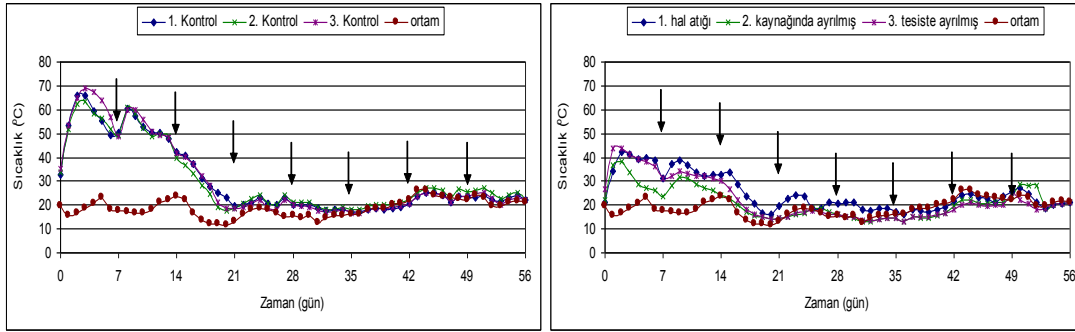 1. Kontrol 2. Kontrol 3. Kontrol ortam
80
70
60
50
40
30
20
10
0
Sıcaklık (ºC)
0 7 14 21 28 35 42 49 56
Zaman (gün)
1. hal atığı 2. kaynağında ayrılmış 3. tesiste ayrılmış ortam
80
70
60
50
40
30
20
10
0
Sıcaklık (ºC)
0 7 14 21 28 35 42 49 56
Zaman (gün)